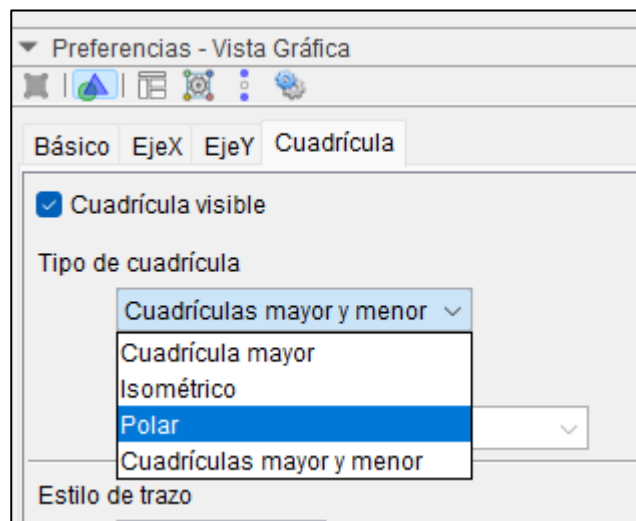 Preferencias - Vista Gráfica
Básico EjeX EjeY Cuadrícula
Cuadrícula visible
Tipo de cuadrícula
Cuadrículas mayor y menor
Cuadrícula mayor
Isométrico
Polar
Cuadrículas mayor y menor
Estilo de trazo